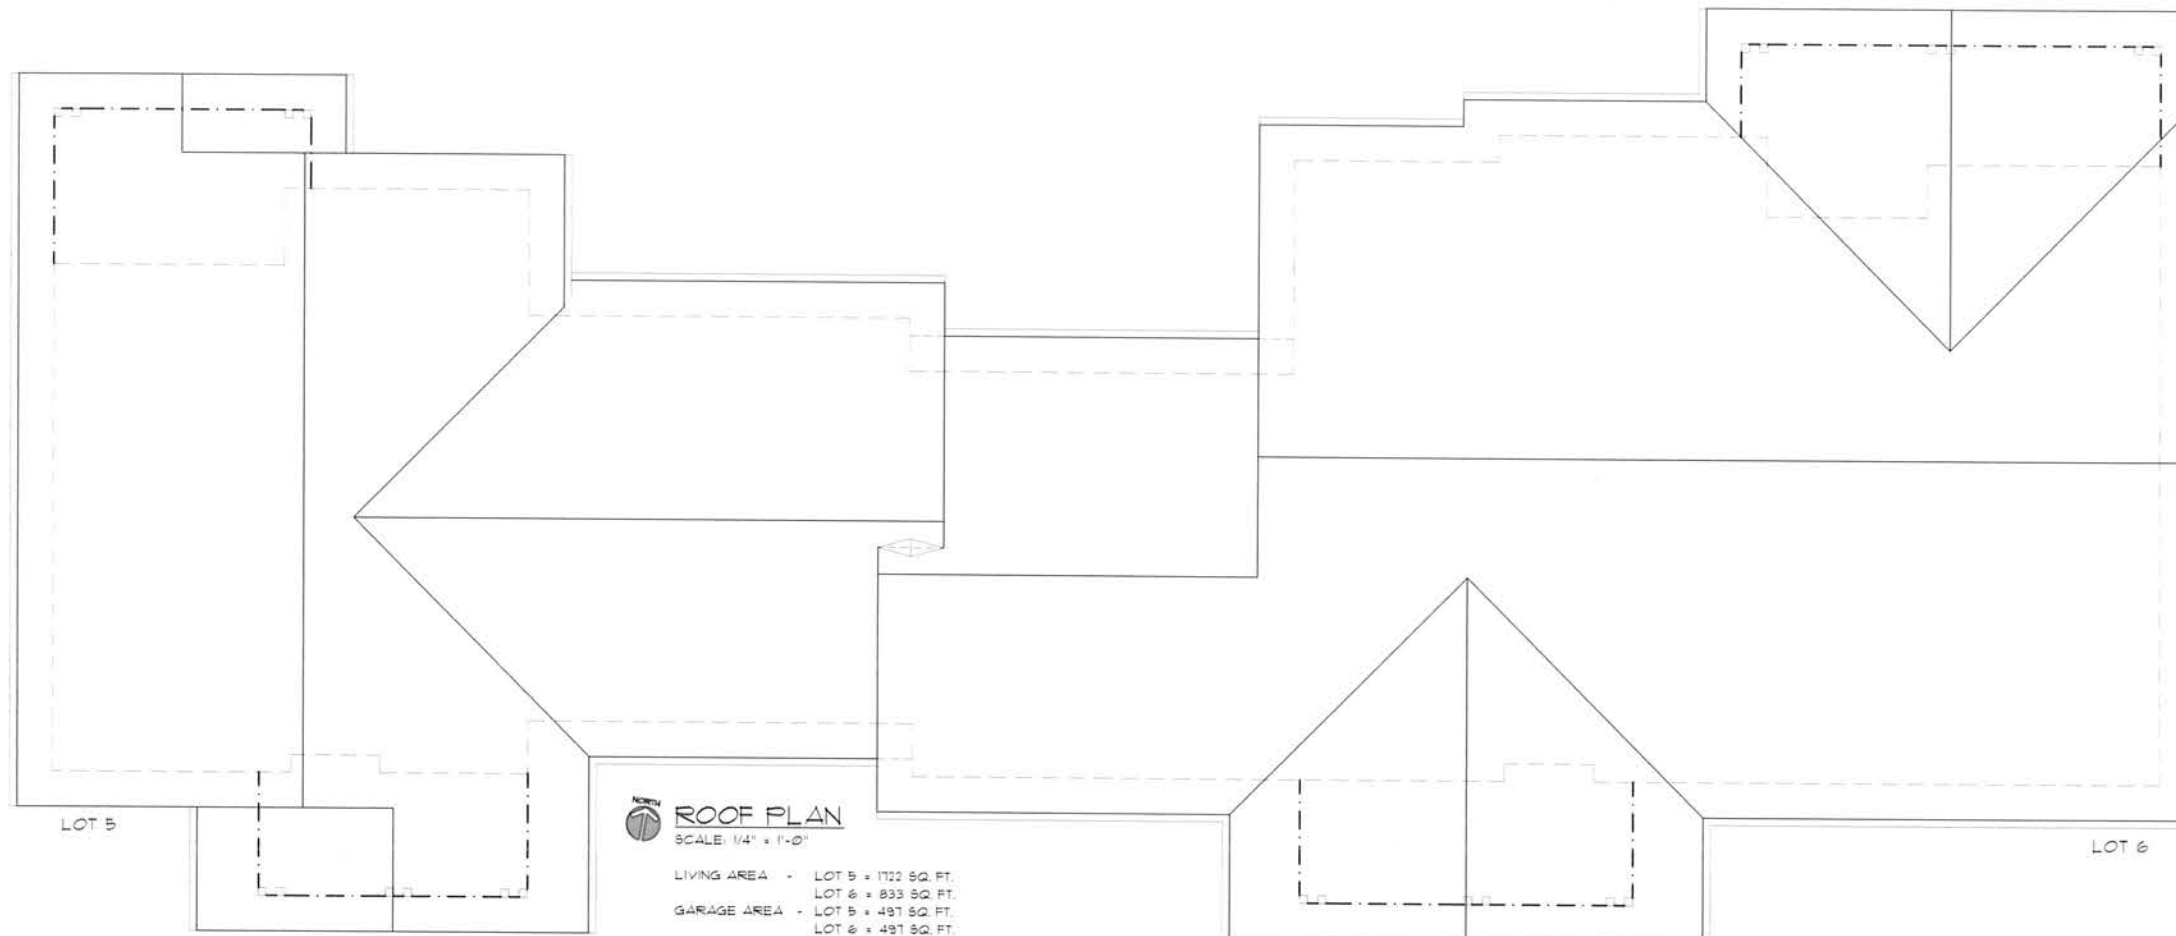 LOT 5
NORTH
ROOF PLAN
SCALE: 1/4" = 1'-0"
LIVING AREA - LOT 5 = 1722 SQ. FT.
LOT 6 = 833 SQ. FT.
GARAGE AREA - LOT 5 = 497 SQ. FT.
LOT 6 = 497 SQ. FT.
LOT 6